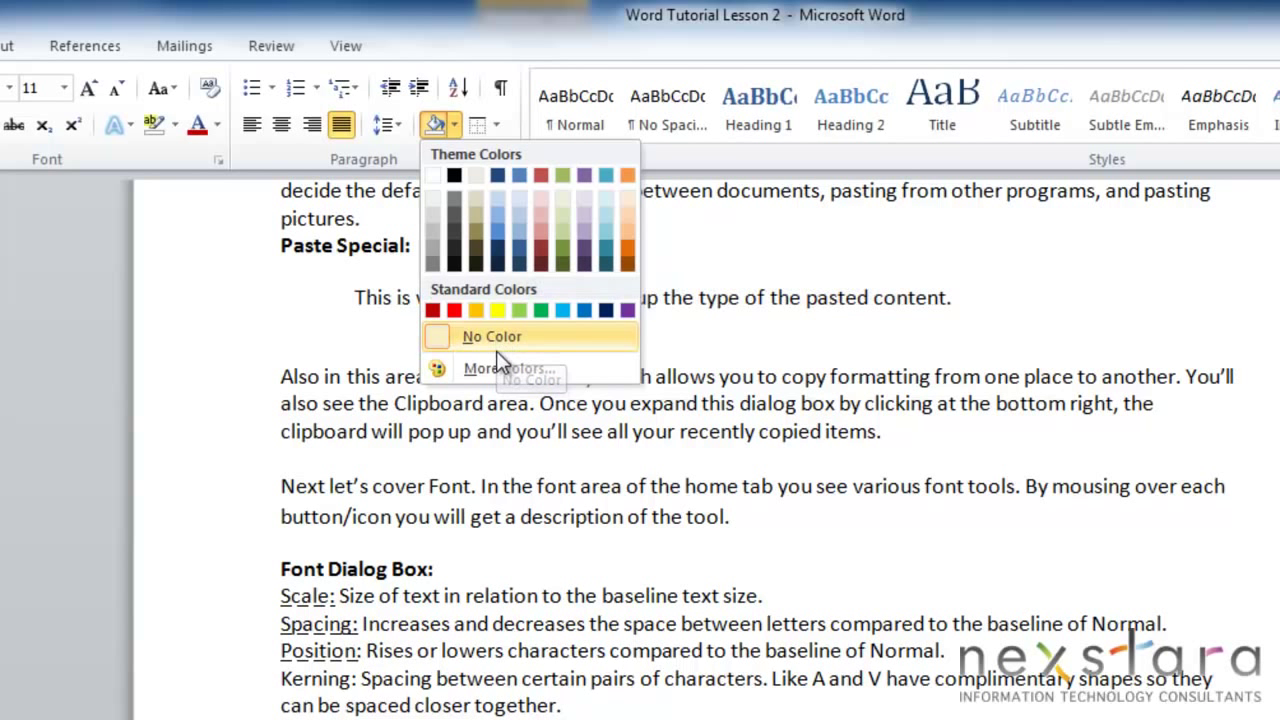 Word Tutorial Lesson 2 - Microsoft Word
ut References Mailings Review View
11 Aa
abc X₂ X² A ab A
AaBbCcDc AaBbCcDc AaBbC AaBbCc AaB AaBbCc. AaBbCcD AaBbCcD
¶ Normal ¶ No Spaci... Heading 1 Heading 2 Title Subtitle Subtle Em... Emphasis
Font Paragraph Styles
Theme Colors
Standard Colors
No Color
More Colors...
No Color
decide the between documents, pasting from other programs, and pasting
pictures.
Paste Special:
This is up the type of the pasted content.
Also in this area allows you to copy formatting from one place to another. You'll
also see the Clipboard area. Once you expand this dialog box by clicking at the bottom right, the
clipboard will pop up and you'll see all your recently copied items.
Next let's cover Font. In the font area of the home tab you see various font tools. By mousing over each
button/icon you will get a description of the tool.
Font Dialog Box:
Scale: Size of text in relation to the baseline text size.
Spacing: Increases and decreases the space between letters compared to the baseline of Normal.
Position: Rises or lowers characters compared to the baseline of Normal.
Kerning: Spacing between certain pairs of characters. Like A and V have complimentary shapes so they
can be spaced closer together.
nexstara
INFORMATION TECHNOLOGY CONSULTANTS